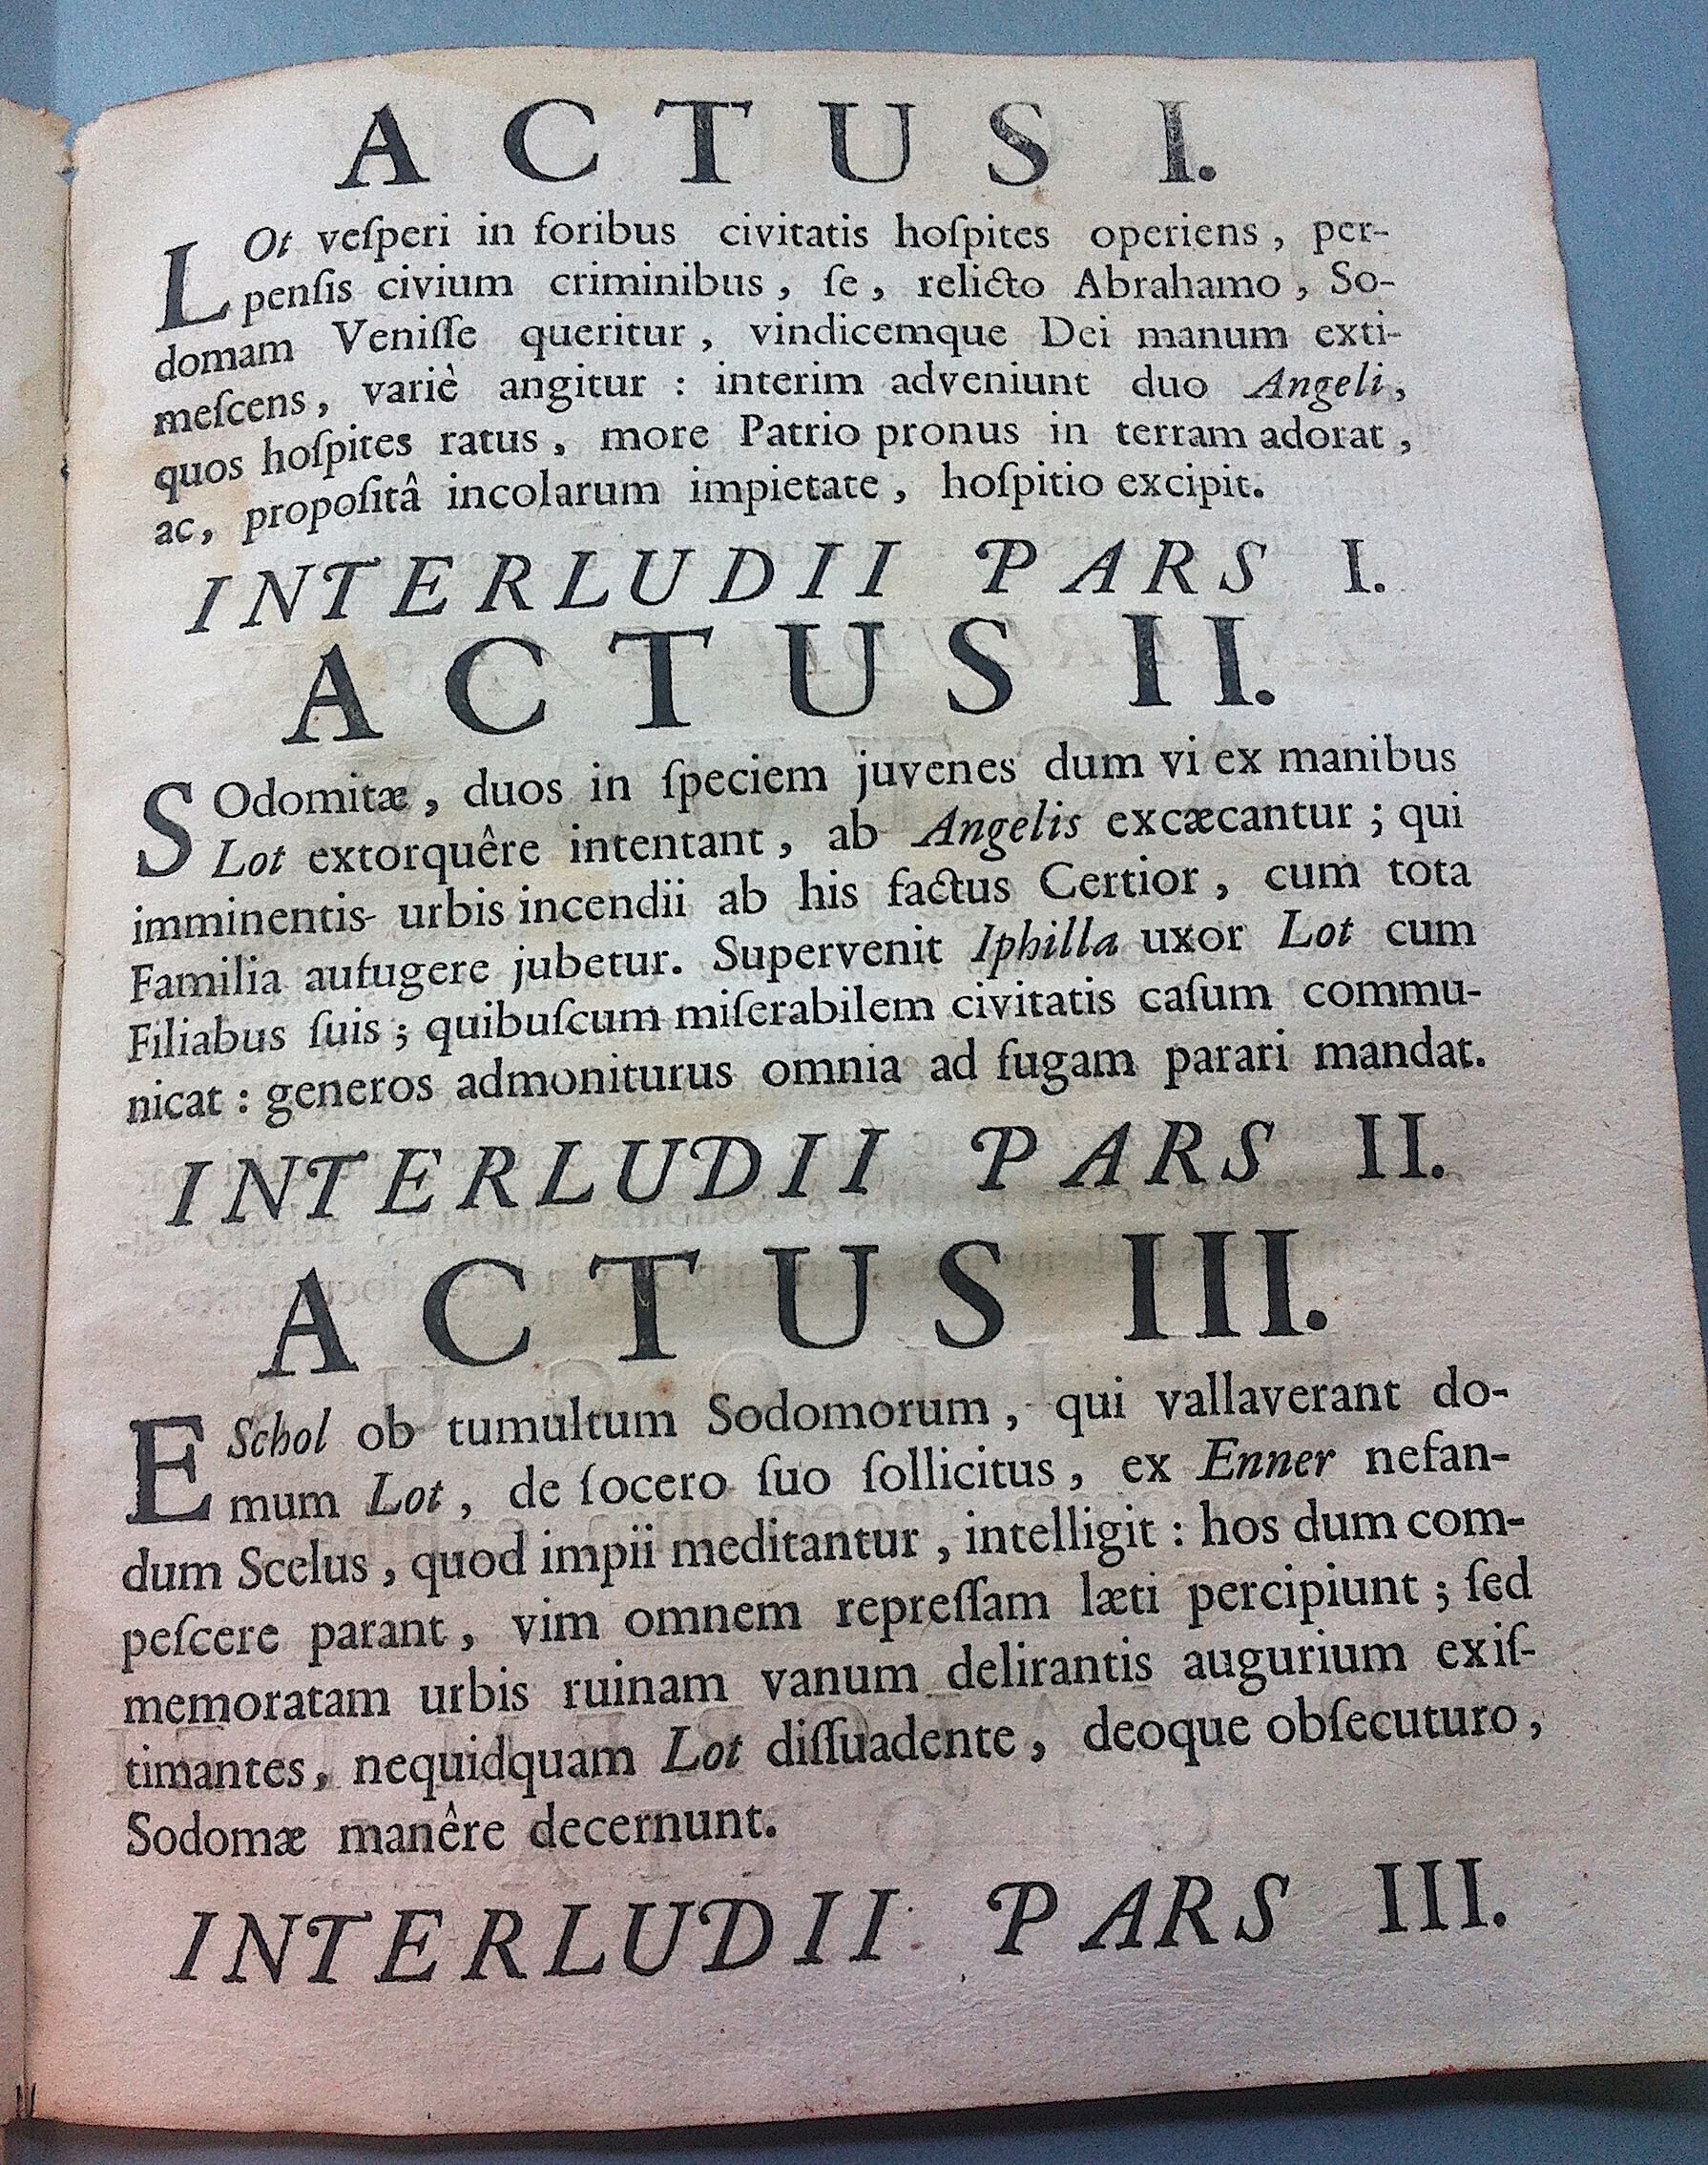 ACTUS I.
LOt veſperi in foribus civitatis hoſpites operiens, per-
penſis civium criminibus, ſe, relicto Abrahamo, So-
domam Veniſſe queritur, vindicemque Dei manum exti-
meſcens, variè angitur : interim adveniunt duo Angeli,
quos hoſpites ratus, more Patrio pronus in terram adorat,
ac, propoſitâ incolarum impietate, hoſpitio excipit.
INTERLUDII PARS I.
ACTUS II.
SOdomitæ, duos in ſpeciem juvenes dum vi ex manibus
Lot extorquêre intentant, ab Angelis excæcantur; qui
imminentis urbis incendii ab his factus Certior, cum tota
Familia aufugere jubetur. Supervenit Iphilla uxor Lot cum
Filiabus ſuis; quibuſcum miſerabilem civitatis caſum commu-
nicat : generos admoniturus omnia ad fugam parari mandat.
INTERLUDII PARS II.
ACTUS III.
ESchol ob tumultum Sodomorum, qui vallaverant do-
mum Lot, de ſocero ſuo ſollicitus, ex Enner nefan-
dum Scelus, quod impii meditantur, intelligit : hos dum com-
peſcere parant, vim omnem repreſſam læti percipiunt; ſed
memoratam urbis ruinam vanum delirantis augurium exiſ-
timantes, nequidquam Lot diſſuadente, deoque obſecuturo,
Sodomæ manêre decernunt.
INTERLUDII PARS III.